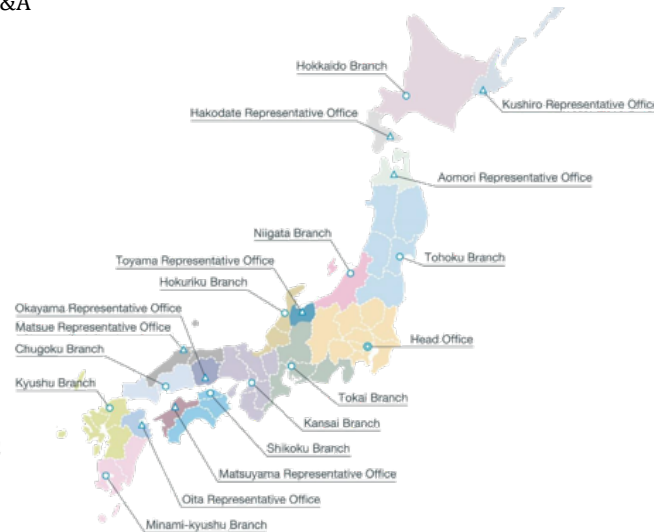 &A
Hokkaido Branch
Kushiro Representative Office
Hakodate Representative Office
Aomori Representative Office
Niigata Branch
Tohoku Branch
Toyama Representative Office
Hokuriku Branch
Okayama Representative Office
Matsue Representative Office
Head Office
Chugoku Branch
Kyushu Branch
Tokai Branch
Kansai Branch
Shikoku Branch
Matsuyama Representative Office
Oita Representative Office
Minami-kyushu Branch